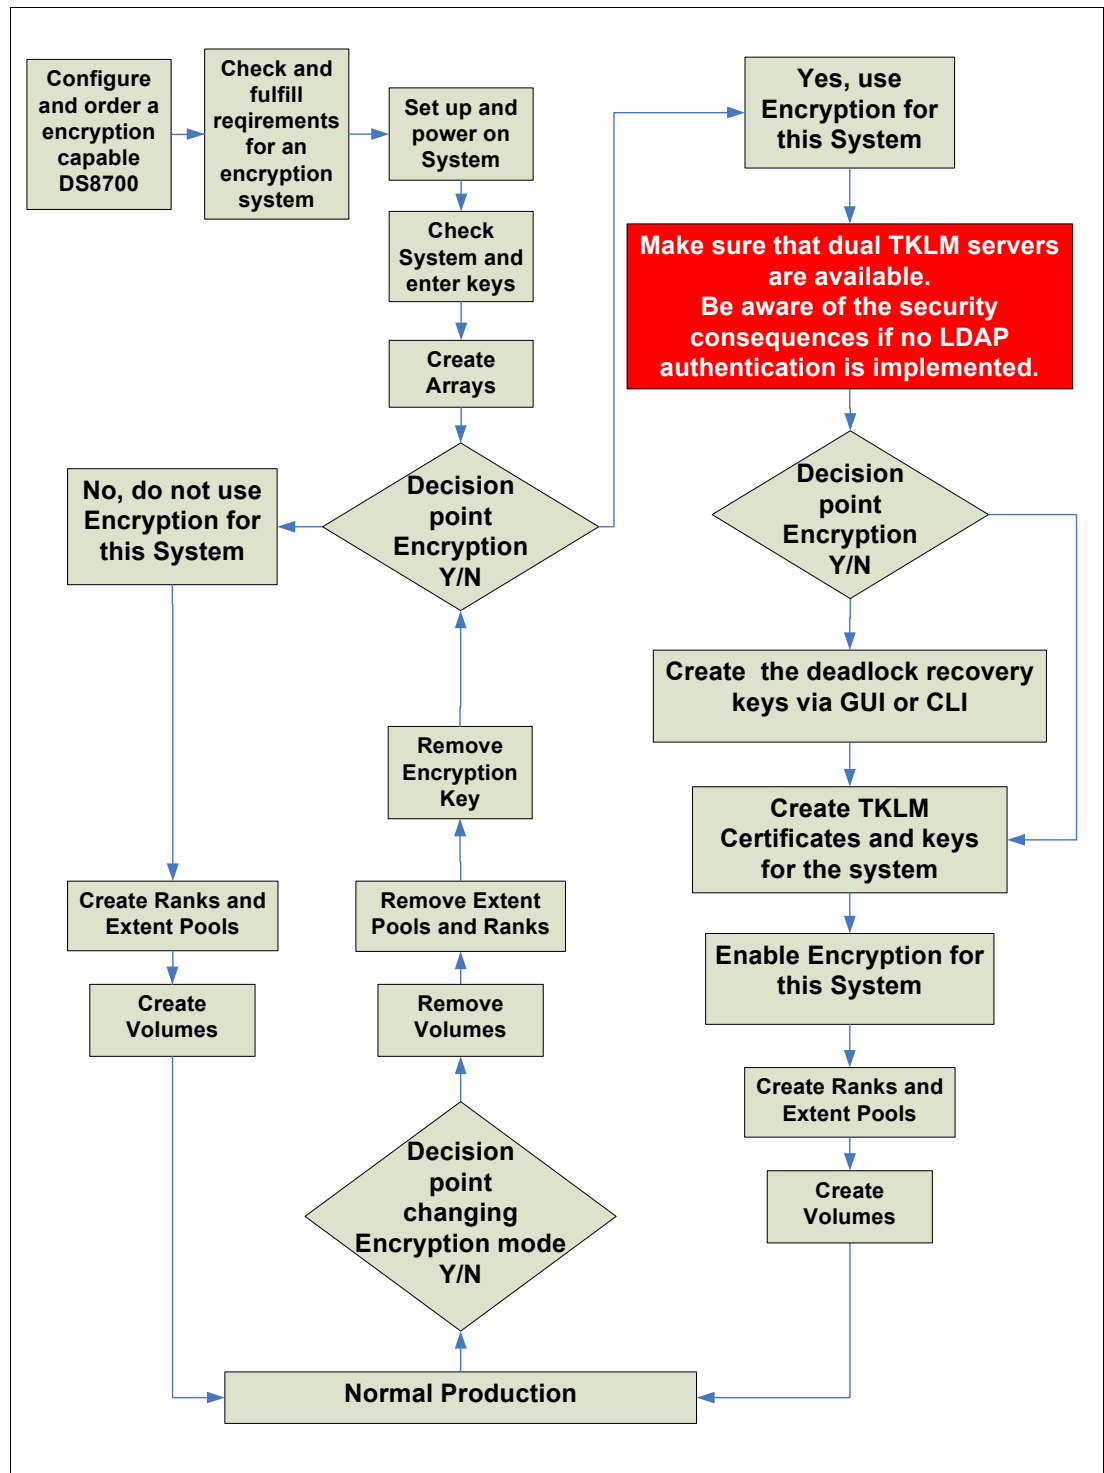 Configure
and order a
encryption
capable
DS8700
Check and
fulfill
reqirements
for an
encryption
system
Set up and
power on
System
Check
System and
enter keys
Create
Arrays
Decision
point
Encryption
Y/N
No, do not use
Encryption for
this System
Create Ranks and
Extent Pools
Create
Volumes
Yes, use
Encryption for
this System
Make sure that dual TKLM servers
are available.
Be aware of the security
consequences if no LDAP
authentication is implemented.
Decision
point
Encryption
Y/N
Create the deadlock recovery
keys via GUI or CLI
Create TKLM
Certificates and keys
for the system
Enable Encryption for
this System
Create Ranks and
Extent Pools
Create
Volumes
Normal Production
Decision
point
changing
Encryption mode
Y/N
Remove
Volumes
Remove Extent
Pools and Ranks
Remove
Encryption
Key